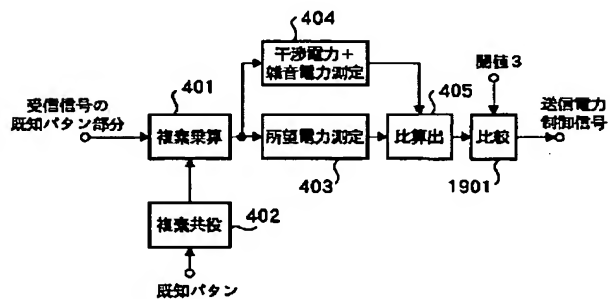 404
干渉電力＋
雑音電力測定
閾値3
受信信号の
既知パタン部分
401
複素乗算
所望電力測定
403
405
比算出
比較
1901
送信電力
制御信号
複素共役
402
既知パタン